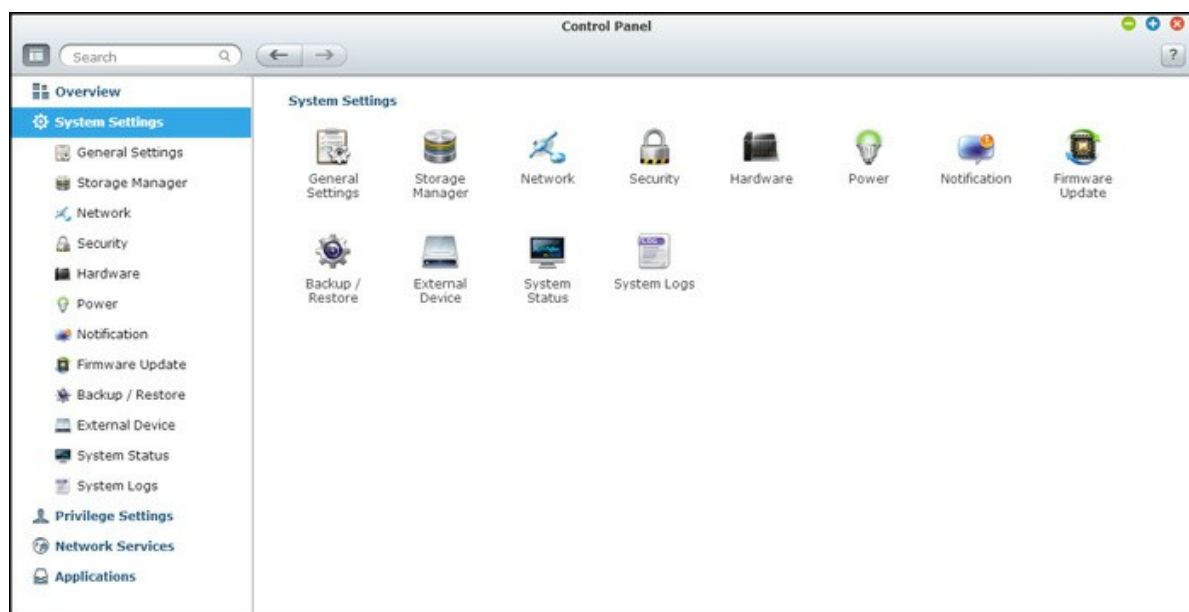 Control Panel
Search
?
Overview
System Settings
General Settings
Storage Manager
Network
Security
Hardware
Power
Notification
Firmware Update
Backup / Restore
External Device
System Status
System Logs
Privilege Settings
Network Services
Applications
System Settings
General
Settings
Storage
Manager
Network
Security
Hardware
Power
Notification
Firmware
Update
Backup /
Restore
External
Device
System
Status
LOG
System Logs